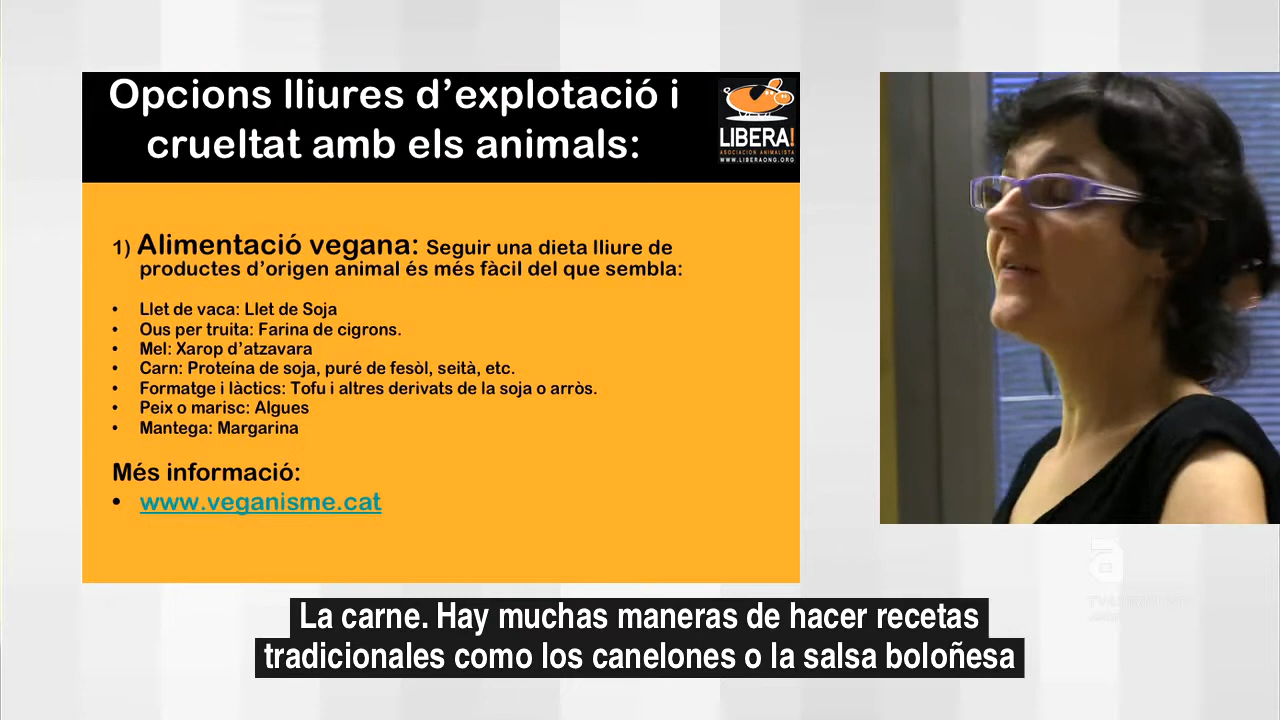 Opcions lliures d’explotació i
crueltat amb els animals:
LIBERA!
ASOCIACION ANIMALISTA
WWW.LIBERAONG.ORG
1) Alimentació vegana: Seguir una dieta lliure de
productes d’origen animal és més fàcil del que sembla:
• Llet de vaca: Llet de Soja
• Ous per truita: Farina de cigrons.
• Mel: Xarop d’atzavara
• Carn: Proteína de soja, puré de fesòl, seità, etc.
• Formatge i làctics: Tofu i altres derivats de la soja o arròs.
• Peix o marisc: Algues
• Mantega: Margarina
Més informació:
• www.veganisme.cat
La carne. Hay muchas maneras de hacer recetas
tradicionales como los canelones o la salsa boloñesa